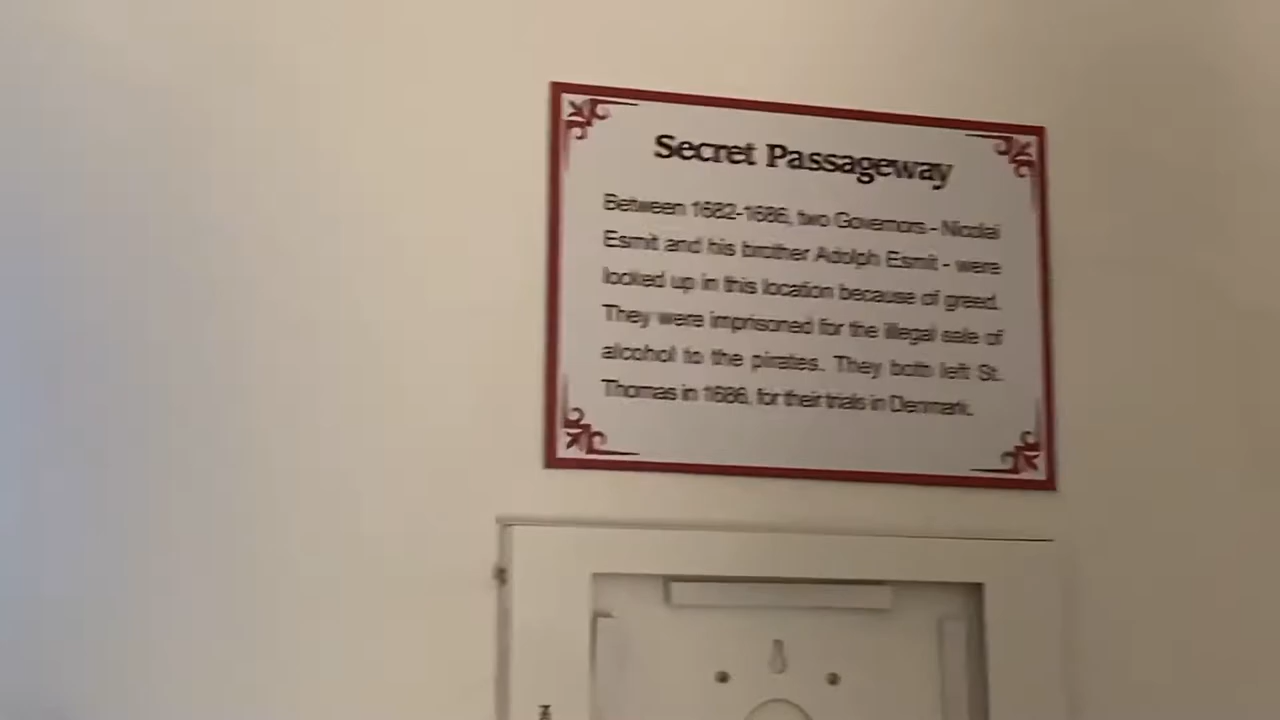 Secret Passageway
Between 1682-1686, two Governors - Nicolai
Esmit and his brother Adolph Esmit - were
locked up in this location because of greed.
They were imprisoned for the illegal sale of
alcohol to the pirates. They both left St.
Thomas in 1686, for their trials in Denmark.